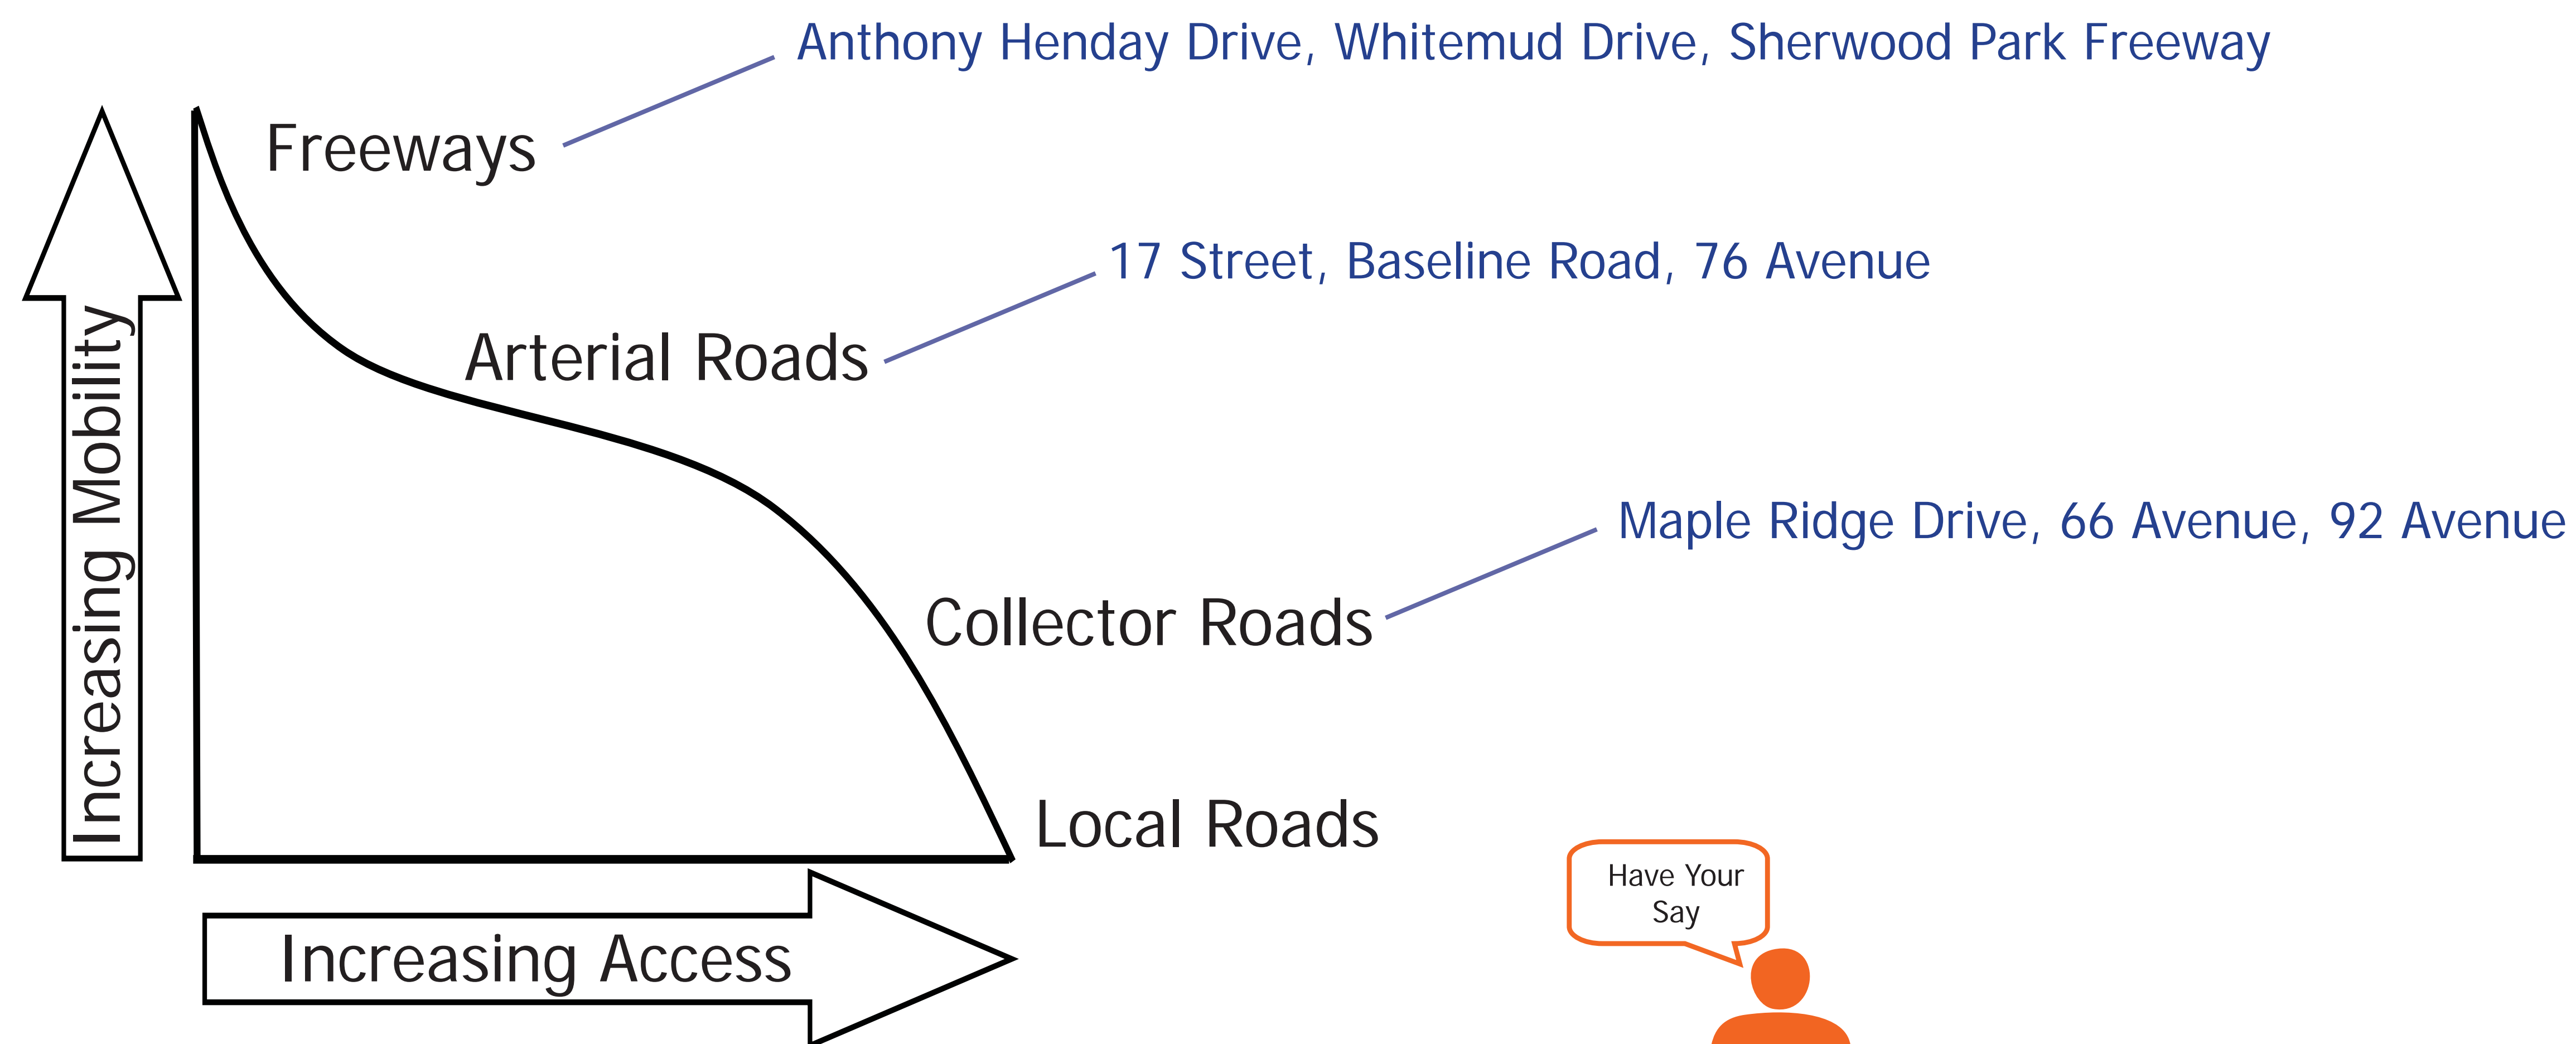 Anthony Henday Drive, Whitemud Drive, Sherwood Park Freeway
Freeways
17 Street, Baseline Road, 76 Avenue
Arterial Roads
Increasing Mobility
Maple Ridge Drive, 66 Avenue, 92 Avenue
Collector Roads
Local Roads
Have Your
Say
Increasing Access